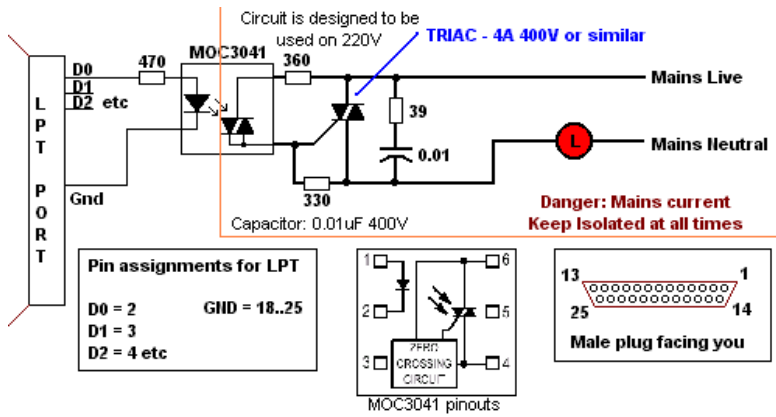 Circuit is designed to be
used on 220V
TRIAC - 4A 400V or similar
MOC3041
D0
470
360
Mains Live
D1
D2 etc
39
LPT PORT
L
Mains Neutral
0.01
Gnd
330
Danger: Mains current
Keep Isolated at all times
Capacitor: 0.01uF 400V
Pin assignments for LPT
D0 = 2
GND = 18..25
D1 = 3
D2 = 4 etc
1
6
2
5
3
4
ZERO
CROSSING
CIRCUIT
MOC3041 pinouts
13
1
25
14
Male plug facing you